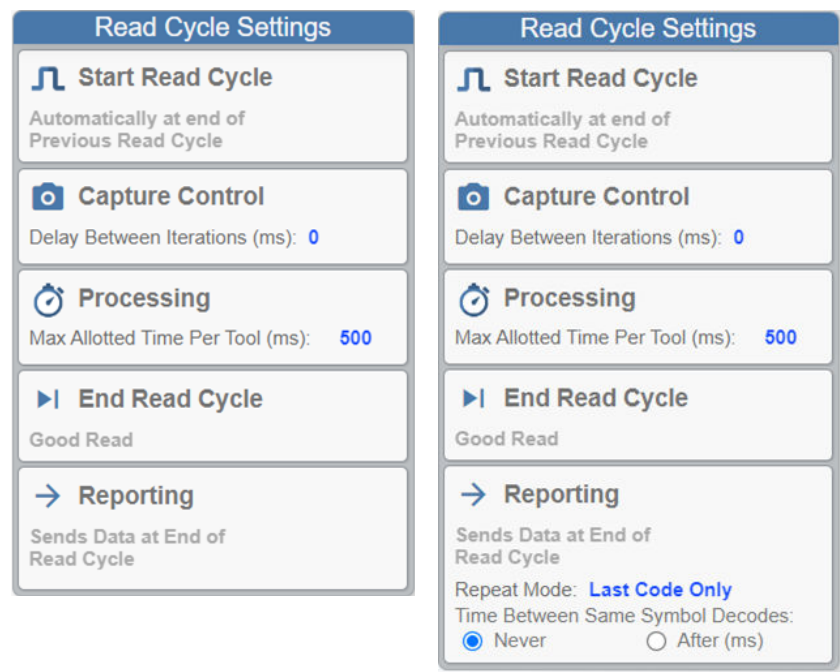 Read Cycle Settings
Start Read Cycle
Automatically at end of
Previous Read Cycle
Capture Control
Delay Between Iterations (ms): 0
Processing
Max Allotted Time Per Tool (ms): 500
End Read Cycle
Good Read
Reporting
Sends Data at End of
Read Cycle
Read Cycle Settings
Start Read Cycle
Automatically at end of
Previous Read Cycle
Capture Control
Delay Between Iterations (ms): 0
Processing
Max Allotted Time Per Tool (ms): 500
End Read Cycle
Good Read
Reporting
Sends Data at End of
Read Cycle
Repeat Mode: Last Code Only
Time Between Same Symbol Decodes:
Never After (ms)